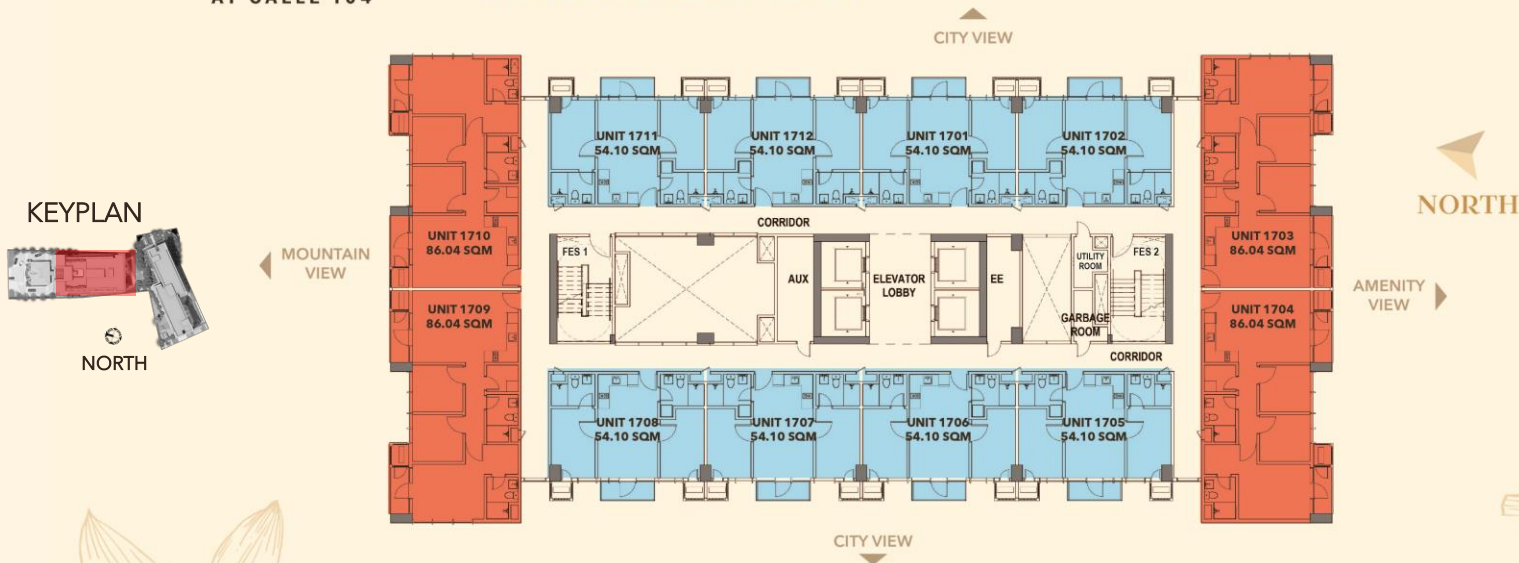 AT CALLE 104
CITY VIEW
UNIT 1711
54.10 SQM
UNIT 1712
54.10 SQM
UNIT 1701
54.10 SQM
UNIT 1702
54.10 SQM
NORTH
KEYPLAN
NORTH
MOUNTAIN
VIEW
UNIT 1710
86.04 SQM
CORRIDOR
FES 1
AUX
ELEVATOR
LOBBY
EE
UTILITY
ROOM
FES 2
GARBAGE
ROOM
CORRIDOR
UNIT 1703
86.04 SQM
AMENITY
VIEW
UNIT 1709
86.04 SQM
UNIT 1704
86.04 SQM
UNIT 1708
54.10 SQM
UNIT 1707
54.10 SQM
UNIT 1706
54.10 SQM
UNIT 1705
54.10 SQM
CITY VIEW